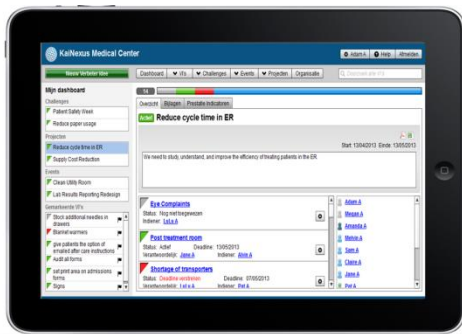 KaiNexus Medical Center
Adam A
Help
Afmelden
Nieuw Verbeter idee
Dashboard
VI's
Challenges
Events
Projecten
Organisatie
Mijn dashboard
Challenges
Patient Safety Week
Reduce paper usage
Projecten
Reduce cycle time in ER
Supply Cost Reduction
Events
Clean Utility Room
Lab Results Reporting Redesign
Gemarkeerde VI's
Stock additional needles in
drawers
Blanket warmers
give patients the option of
emailed after care instructions
Audit all forms
set print area on admissions
forms
Signs
14
Overzicht
Bijlagen
Prestatie Indicatoren
Actief
Reduce cycle time in ER
Start: 13/04/2013 Einde: 13/05/2013
We need to study, understand, and improve the efficiency of treating patients in the ER.
Eye Complaints
Status: Nog niet toegewezen
Indiener: LaLa A
Post treatment room
Status: Actief Deadline: 13/05/2013
Verantwoordelijk: Jane A Indiener: Akim A
Shortage of transporters
Status: Deadline verstreken Deadline: 07/05/2013
Verantwoordelijk: LaLa A Indiener: Pat A
Adam A
Megan A
Amanda A
Melvin A
Sam A
Claire A
Jane A
Pat A